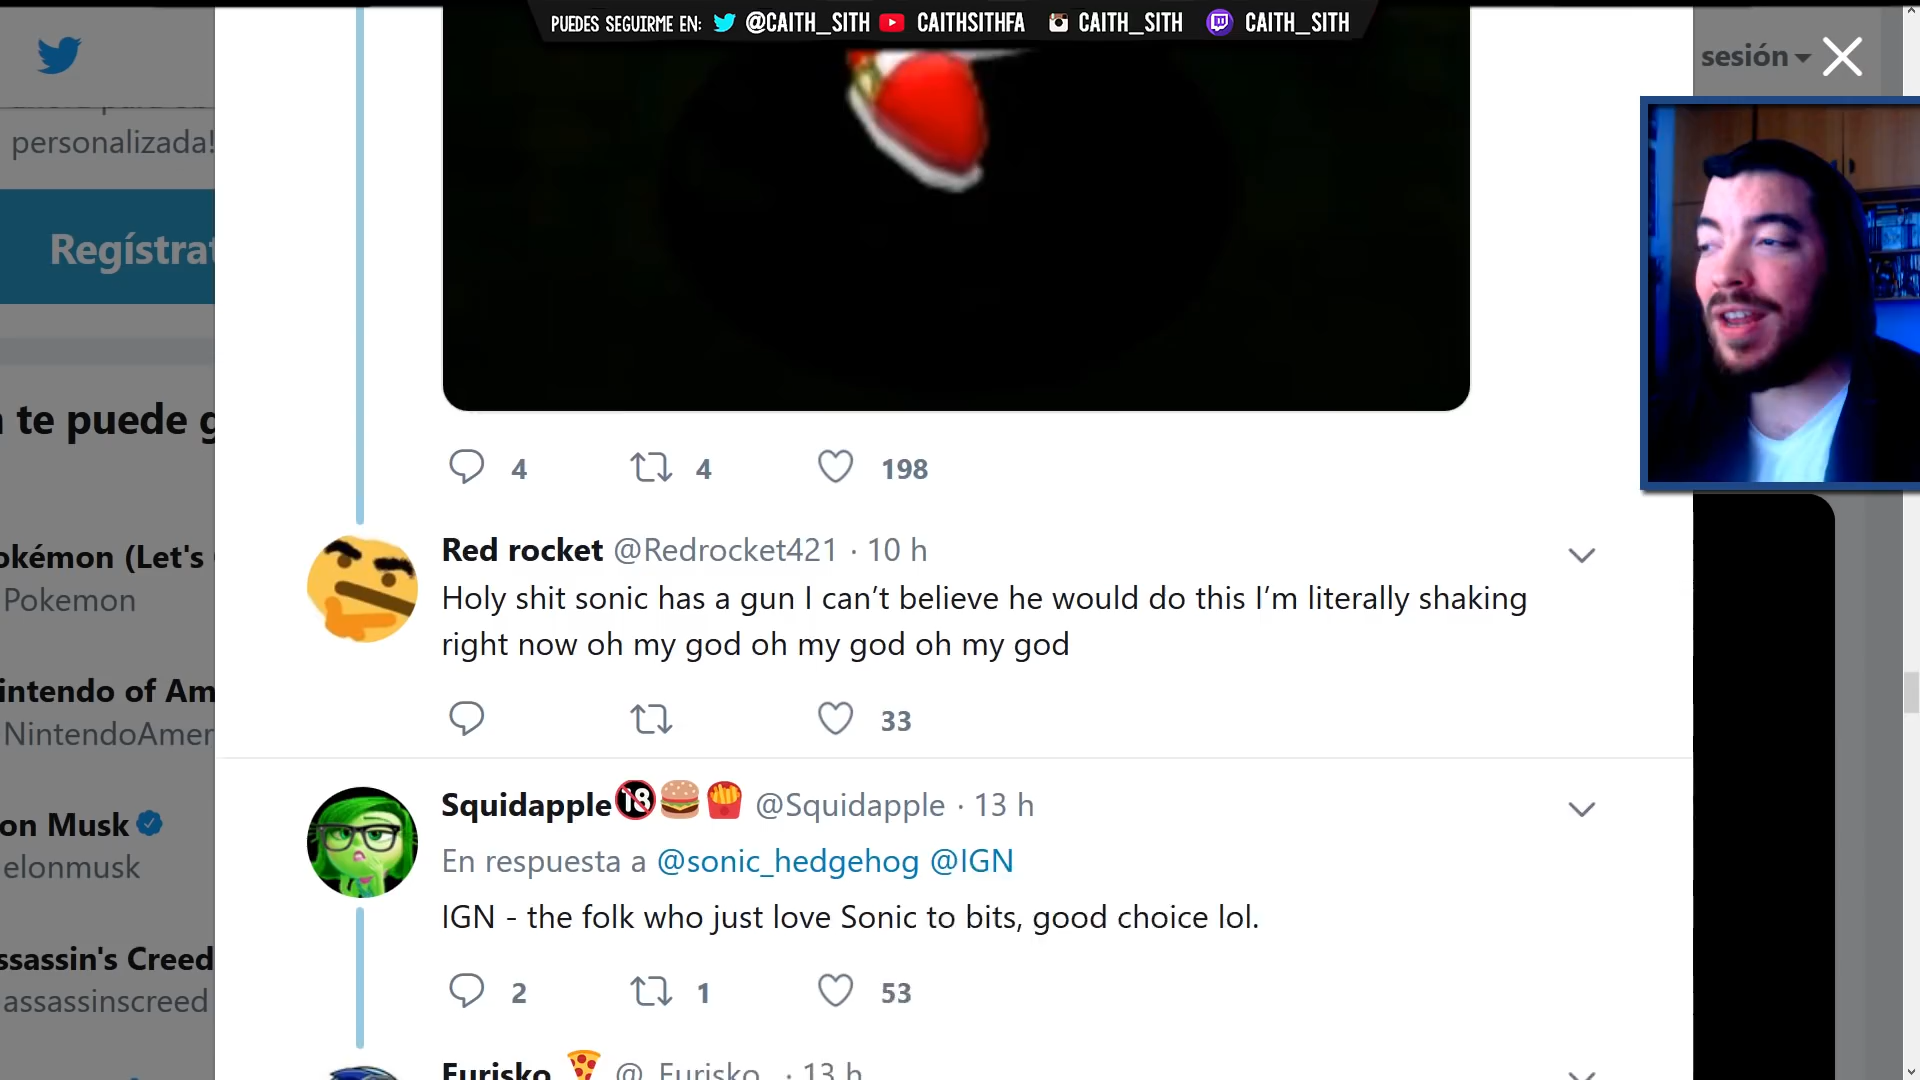 PUEDES SEGUIRME EN: @CAITH_SITH CAITHSITHFA CAITH_SITH CAITH_SITH
sesión
personalizada!
Regístrat
te puede g
okémon (Let's
Pokemon
intendo of Am
NintendoAmer
on Musk
elonmusk
ssassin's Creed
assassinscreed
4 4 198
Red rocket @Redrocket421 · 10 h
Holy shit sonic has a gun I can’t believe he would do this I’m literally shaking
right now oh my god oh my god oh my god
33
Squidapple🔞🍔🍟 @Squidapple · 13 h
En respuesta a @sonic_hedgehog @IGN
IGN - the folk who just love Sonic to bits, good choice lol.
2 1 53
Furisko 🍕 @_Furisko_ · 13 h